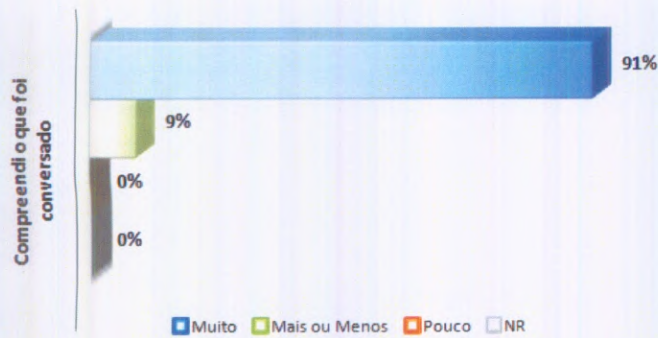 Compreendi o que foi
conversado
91%
9%
0%
0%
Muito Mais ou Menos Pouco NR